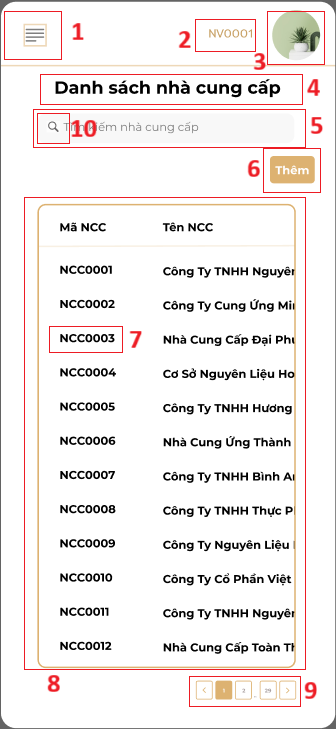 1
2 NV0001
3
Danh sách nhà cung cấp 4
10 Tìm kiếm nhà cung cấp 5
6 Thêm
Mã NCC Tên NCC
NCC0001 Công Ty TNHH Nguyên
NCC0002 Công Ty Cung Ứng Min
NCC0003 7 Nhà Cung Cấp Đại Phu
NCC0004 Cơ Sở Nguyên Liệu Ho
NCC0005 Công Ty TNHH Hương
NCC0006 Nhà Cung Ứng Thành
NCC0007 Công Ty TNHH Bình An
NCC0008 Công Ty TNHH Thực Ph
NCC0009 Công Ty Nguyên Liệu
NCC0010 Công Ty Cổ Phần Việt
NCC0011 Công Ty TNHH Nguyên
NCC0012 Nhà Cung Cấp Toàn Th
8 < 1 2 .. 29 > 9